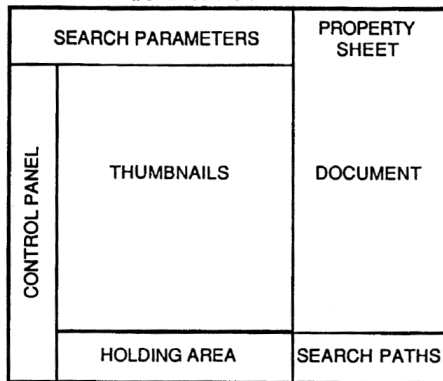 SEARCH PARAMETERS
PROPERTY
SHEET
CONTROL PANEL
THUMBNAILS
DOCUMENT
HOLDING AREA
SEARCH PATHS